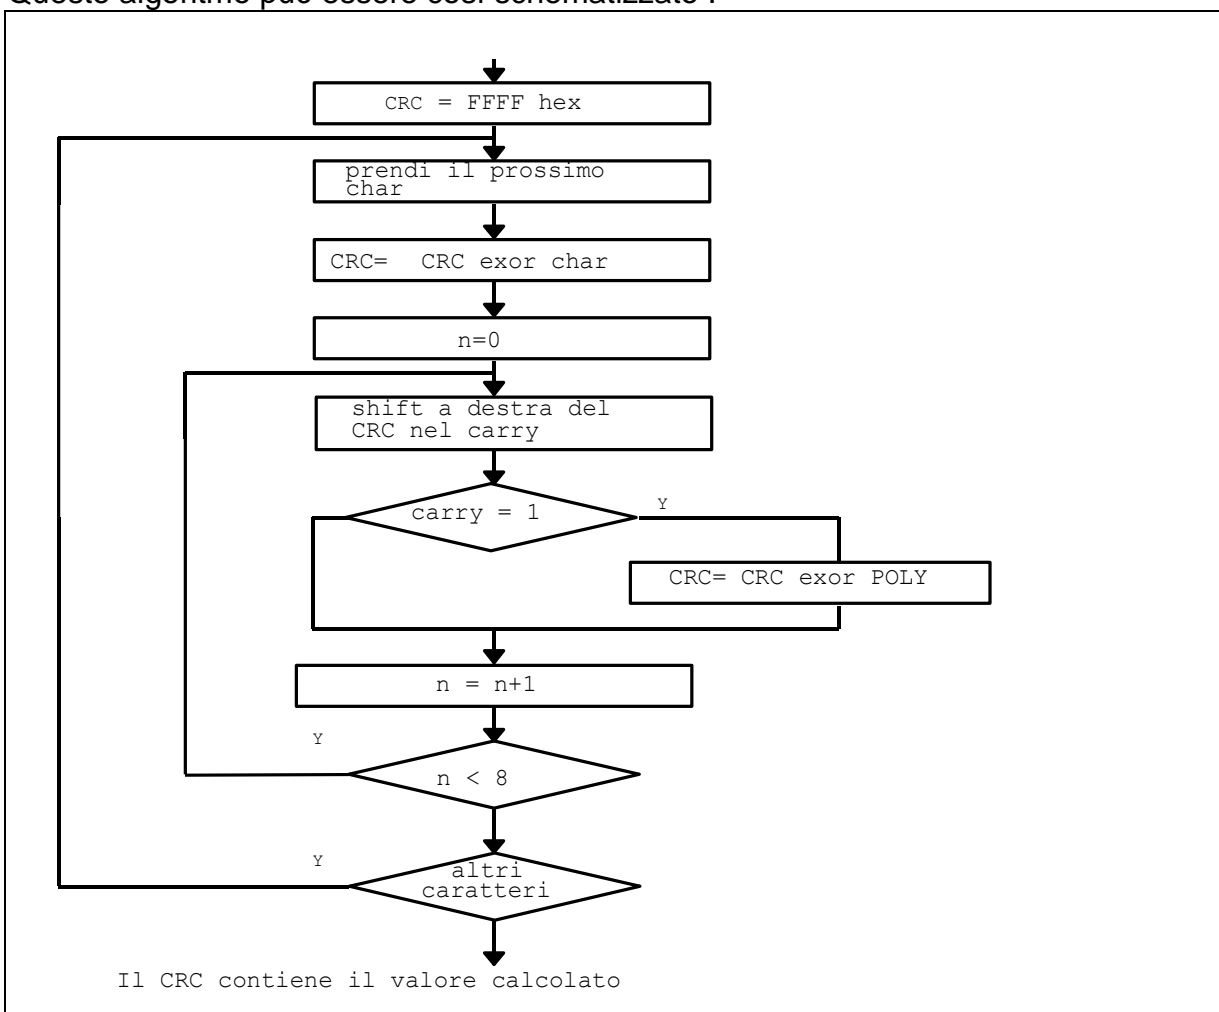 Questo algoritmo può essere così schematizzato :
CRC = FFFF hex
prendi il prossimo
char
CRC= CRC exor char
n=0
shift a destra del
CRC nel carry
carry = 1
Y
CRC= CRC exor POLY
n = n+1
Y
n < 8
Y
altri
caratteri
Il CRC contiene il valore calcolato